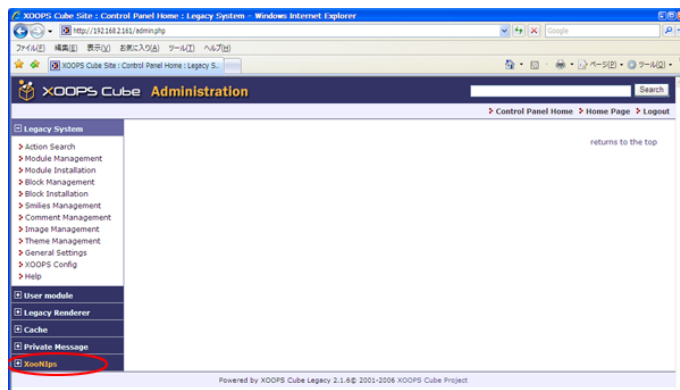 XOOPS Cube Site : Control Panel Home : Legacy System - Windows Internet Explorer
http://192.168.2.161/admin.php
Google
ファイル(F) 編集(E) 表示(V) お気に入り(A) ツール(T) ヘルプ(H)
XOOPS Cube Site : Control Panel Home : Legacy S...
ページ(P) ツール(O)
XOOPS Cube Administration
Search
Control Panel Home Home Page Logout
Legacy System
returns to the top
Action Search
Module Management
Module Installation
Block Management
Block Installation
Smilies Management
Comment Management
Image Management
Theme Management
General Settings
XOOPS Config
Help
User module
Legacy Renderer
Cache
Private Message
XooNIps
Powered by XOOPS Cube Legacy 2.1.6© 2001-2006 XOOPS Cube Project